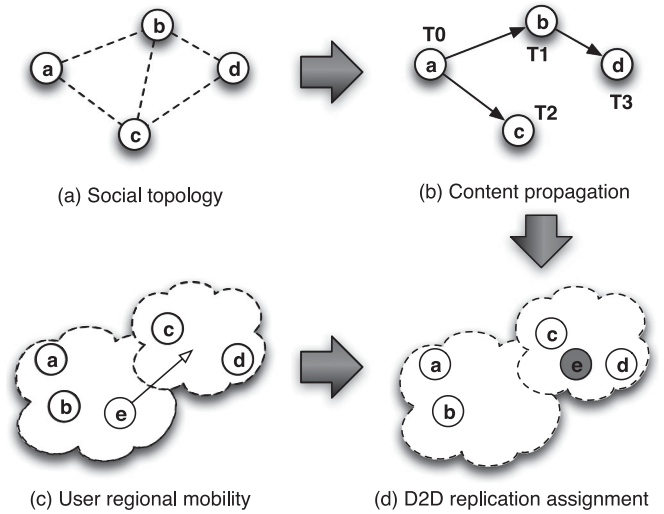 b
a
d
c
(a) Social topology
b
T0
a
T1
d
T2
T3
c
(b) Content propagation
c
a
d
b
e
(c) User regional mobility
c
a
e
d
b
(d) D2D replication assignment